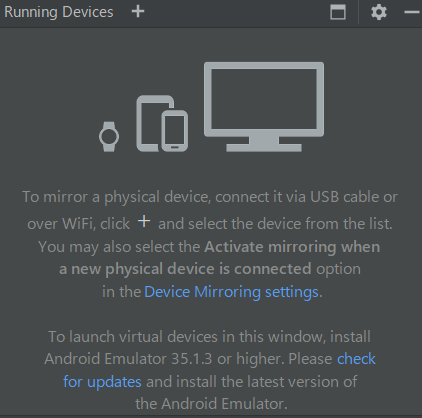 Running Devices +
To mirror a physical device, connect it via USB cable or
over WiFi, click + and select the device from the list.
You may also select the Activate mirroring when
a new physical device is connected option
in the Device Mirroring settings.
To launch virtual devices in this window, install
Android Emulator 35.1.3 or higher. Please check
for updates and install the latest version of
the Android Emulator.